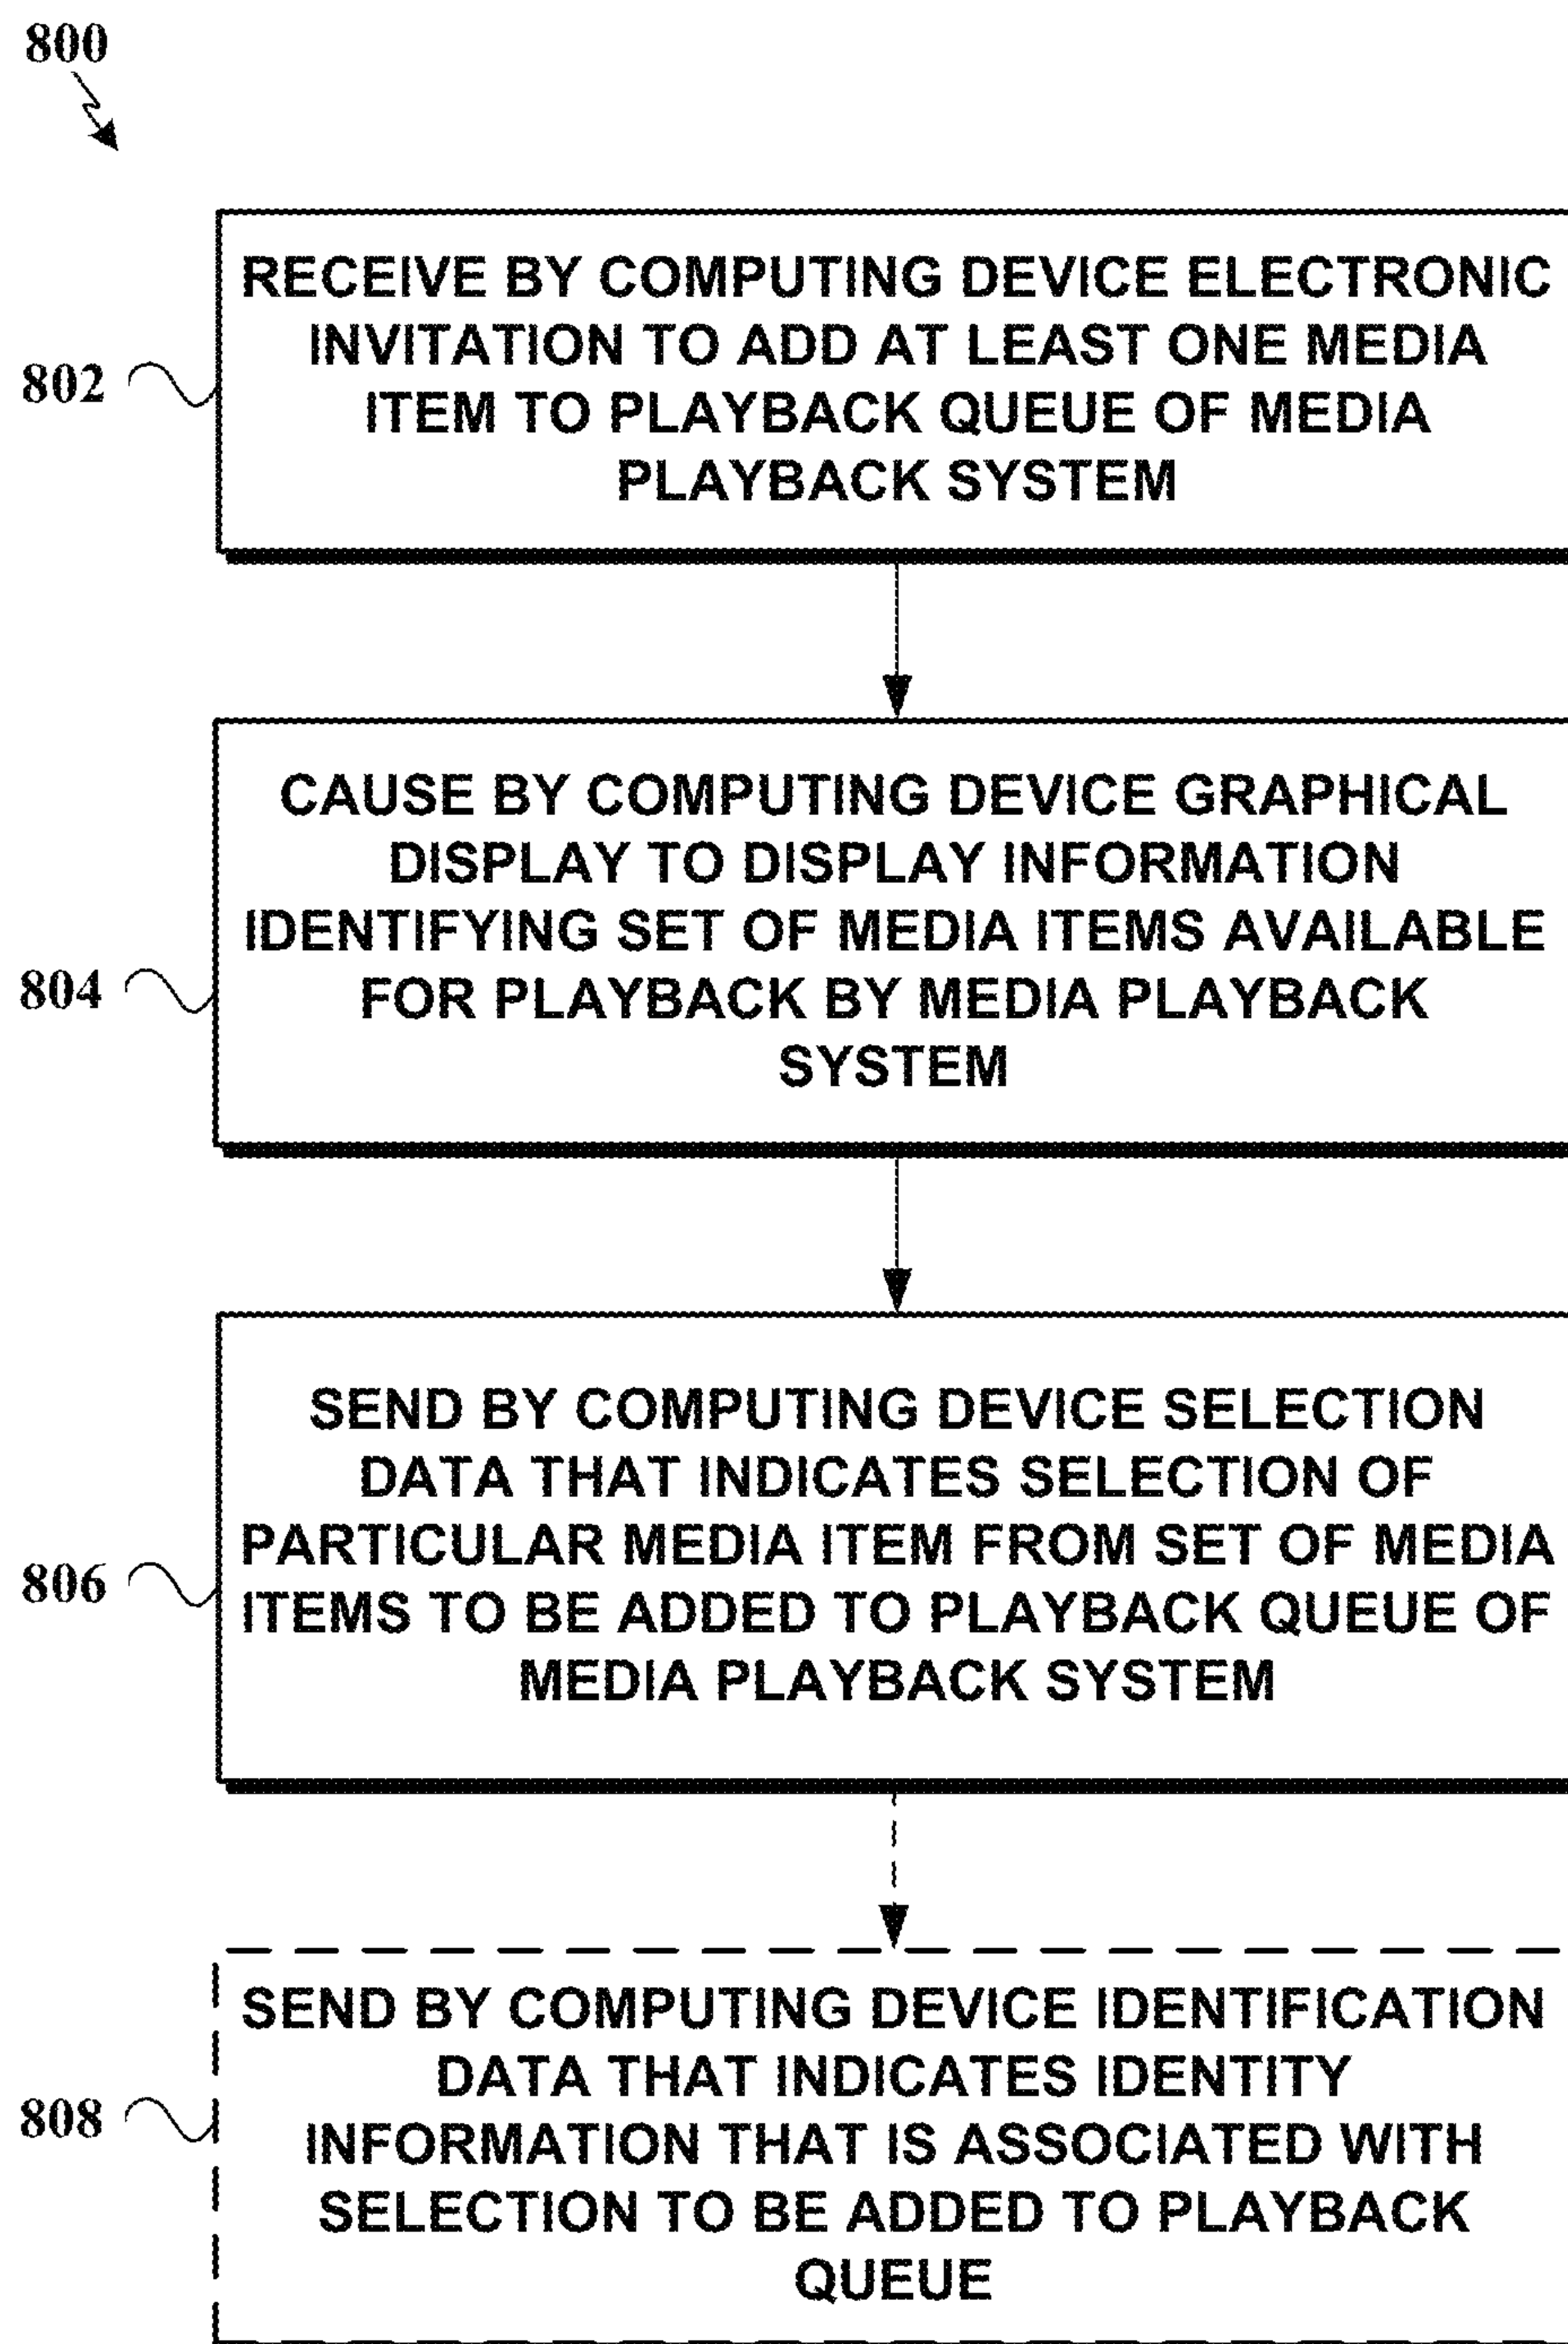 800
802
RECEIVE BY COMPUTING DEVICE ELECTRONIC
INVITATION TO ADD AT LEAST ONE MEDIA
ITEM TO PLAYBACK QUEUE OF MEDIA
PLAYBACK SYSTEM
804
CAUSE BY COMPUTING DEVICE GRAPHICAL
DISPLAY TO DISPLAY INFORMATION
IDENTIFYING SET OF MEDIA ITEMS AVAILABLE
FOR PLAYBACK BY MEDIA PLAYBACK
SYSTEM
806
SEND BY COMPUTING DEVICE SELECTION
DATA THAT INDICATES SELECTION OF
PARTICULAR MEDIA ITEM FROM SET OF MEDIA
ITEMS TO BE ADDED TO PLAYBACK QUEUE OF
MEDIA PLAYBACK SYSTEM
808
SEND BY COMPUTING DEVICE IDENTIFICATION
DATA THAT INDICATES IDENTITY
INFORMATION THAT IS ASSOCIATED WITH
SELECTION TO BE ADDED TO PLAYBACK
QUEUE